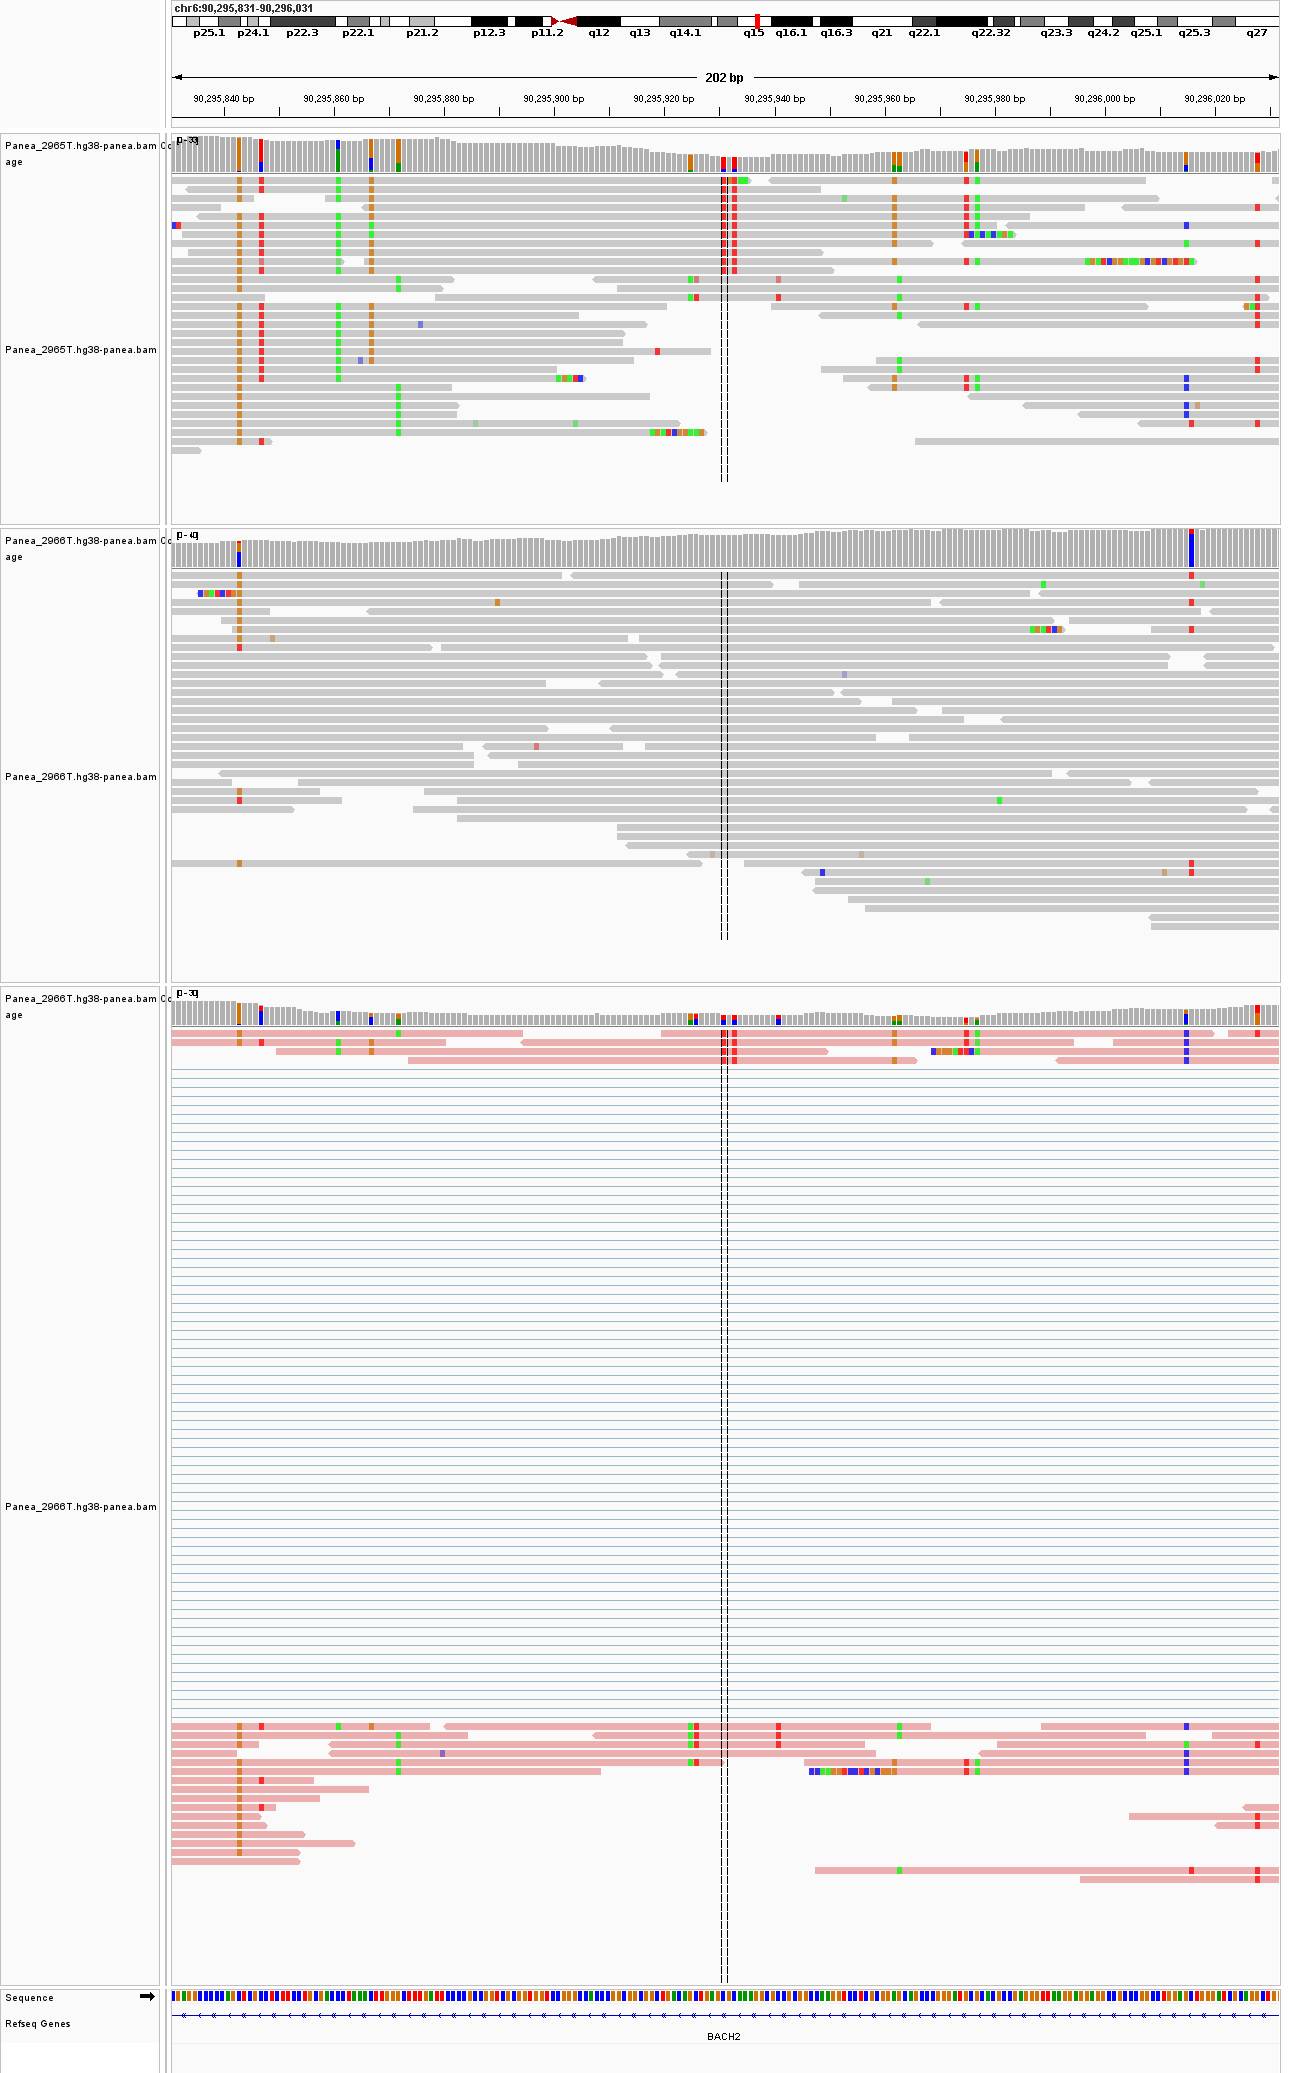 chr6:90,295,831-90,296,031
p25.1 p24.1 p22.3 p22.1 p21.2 p12.3 p11.2 q12 q13 q14.1 q15 q16.1 q16.3 q21 q22.1 q22.32 q23.3 q24.2 q25.1 q25.3 q27
202 bp
90,295,840 bp 90,295,860 bp 90,295,880 bp 90,295,900 bp 90,295,920 bp 90,295,940 bp 90,295,960 bp 90,295,980 bp 90,296,000 bp 90,296,020 bp
Panea_2965T.hg38-panea.bam Co
age
[0 - 33]
Panea_2965T.hg38-panea.bam
Panea_2966T.hg38-panea.bam Co
age
[0 - 40]
Panea_2966T.hg38-panea.bam
Panea_2966T.hg38-panea.bam Co
age
Panea_2966T.hg38-panea.bam
Sequence
Refseq Genes
BACH2